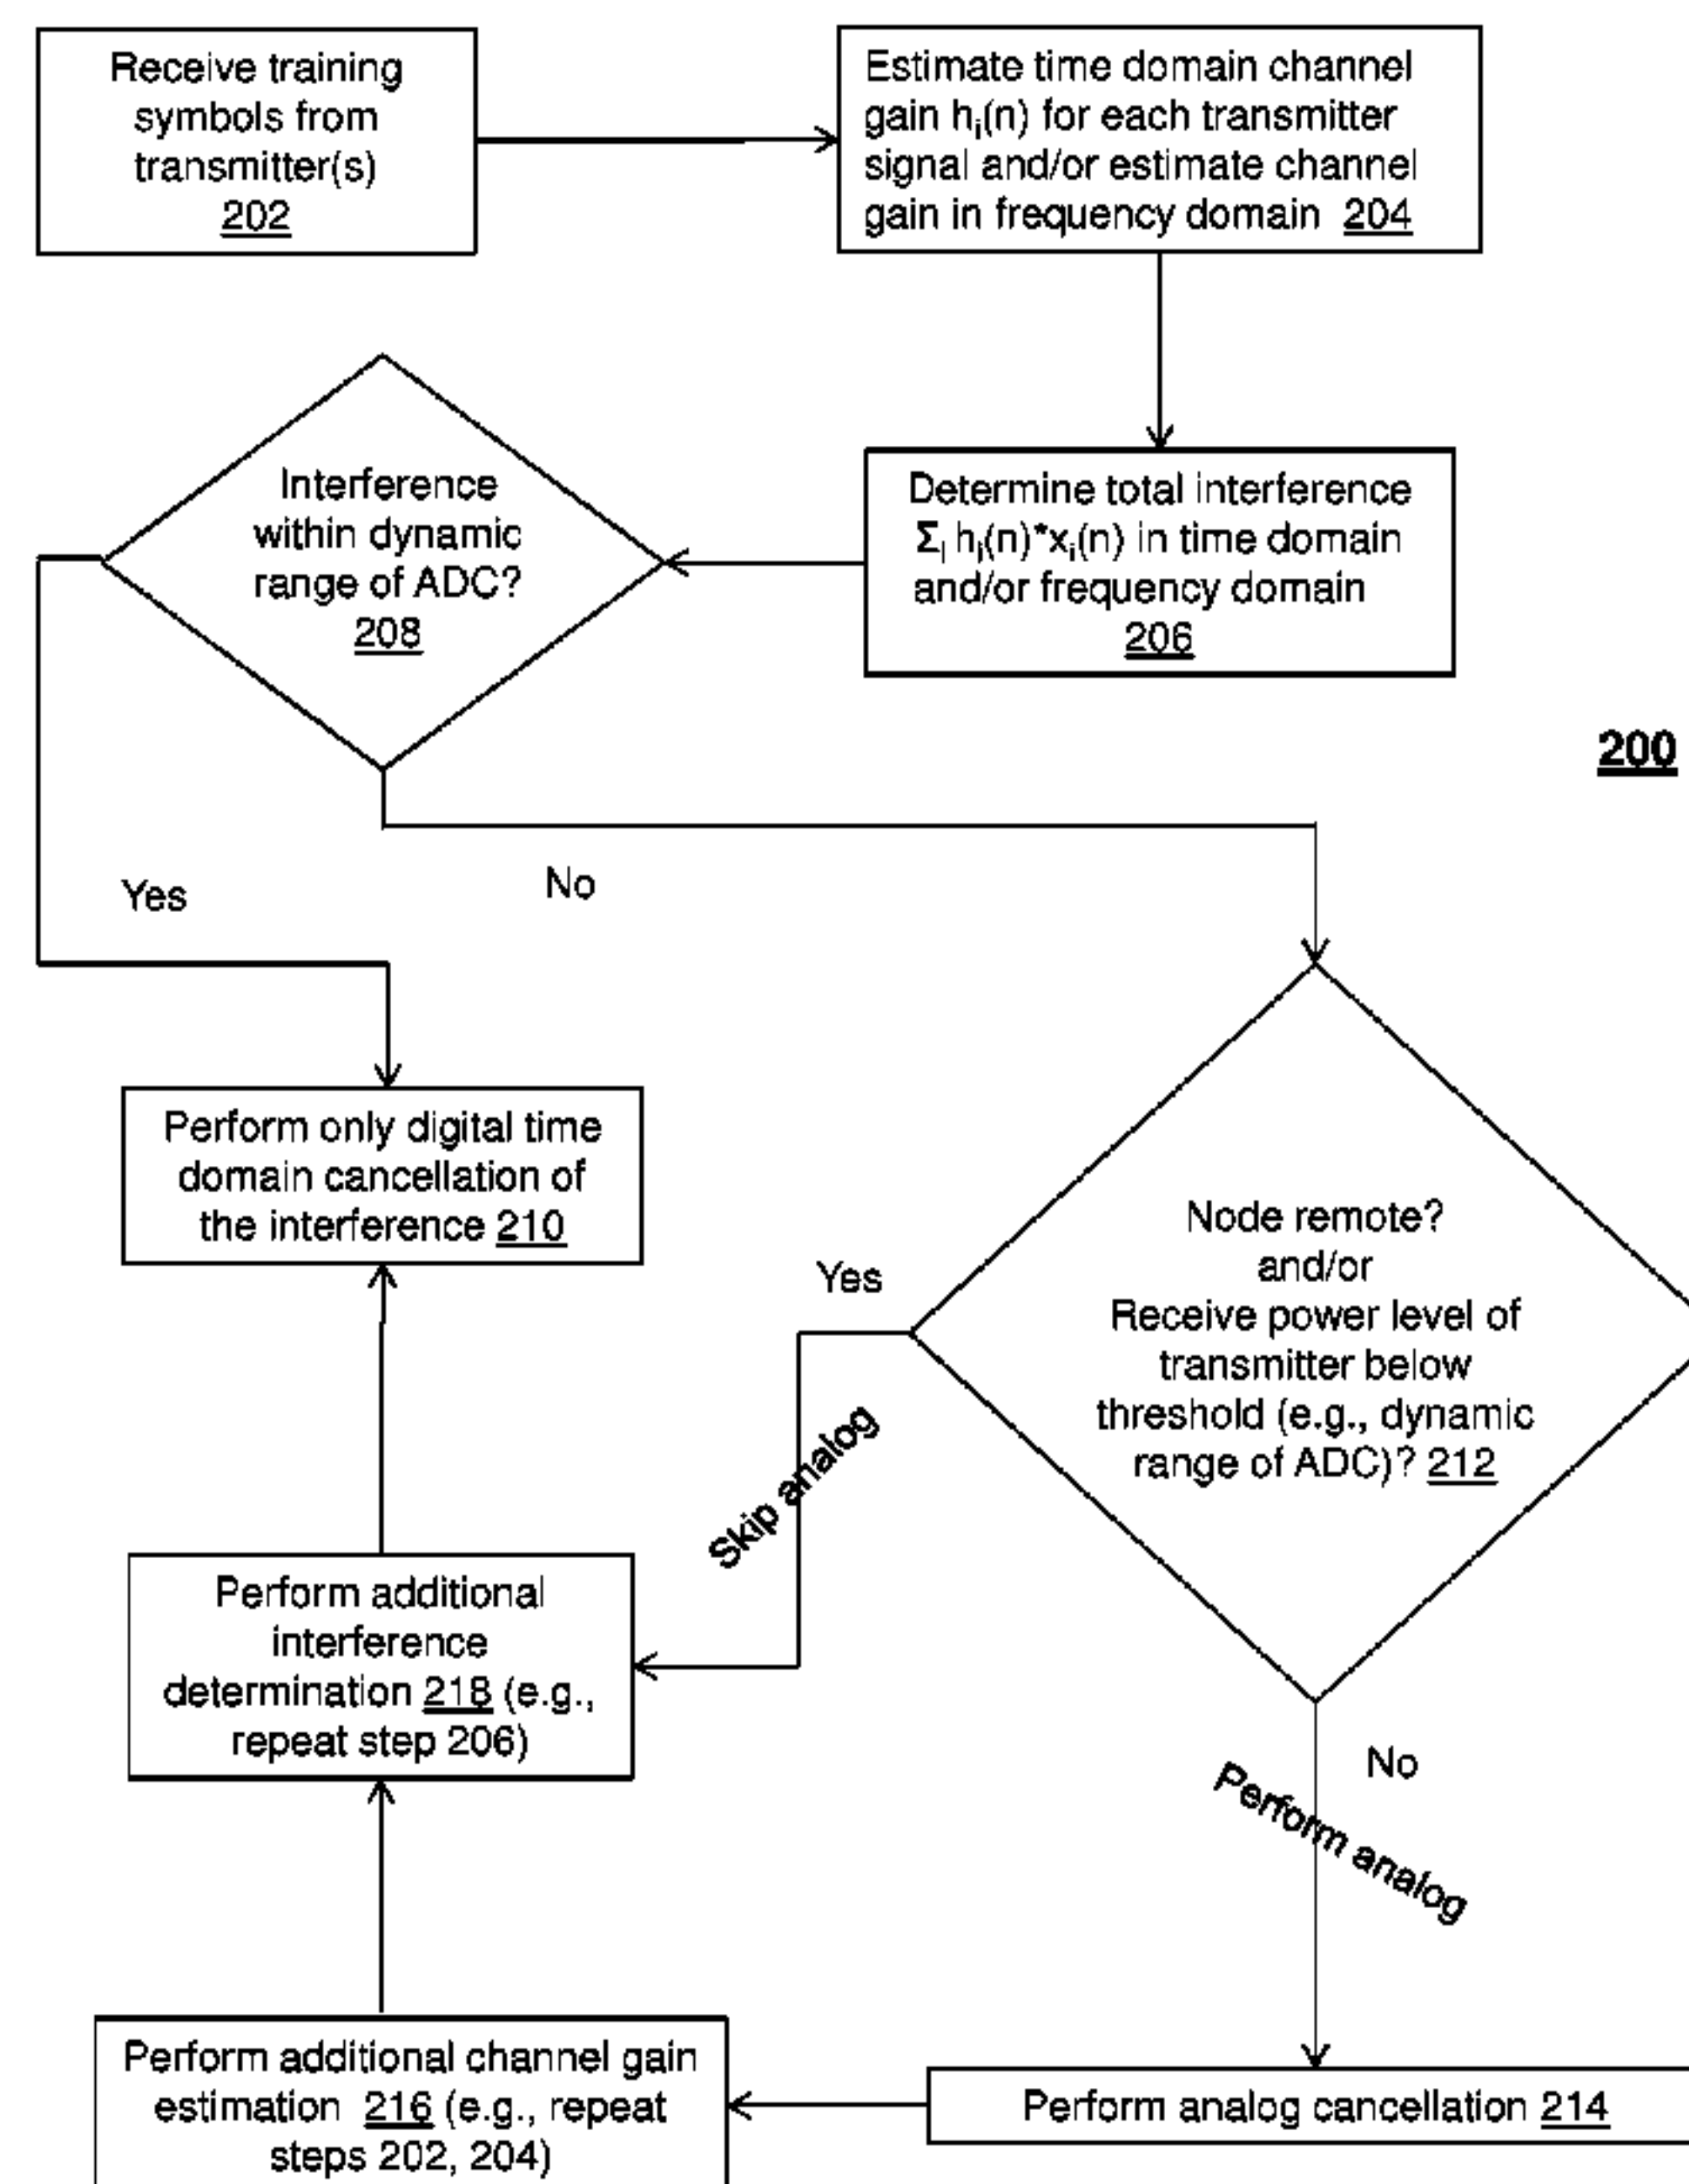 Receive training
symbols from
transmitter(s)
202
Estimate time domain channel
gain hᵢ(n) for each transmitter
signal and/or estimate channel
gain in frequency domain 204
Interference
within dynamic
range of ADC?
208
Determine total interference
Σᵢ hᵢ(n)*xᵢ(n) in time domain
and/or frequency domain
206
200
Yes
No
Perform only digital time
domain cancellation of
the interference 210
Node remote?
and/or
Receive power level of
transmitter below
threshold (e.g., dynamic
range of ADC)? 212
Yes
Skip analog
Perform additional
interference
determination 218 (e.g.,
repeat step 206)
No
Perform analog
Perform additional channel gain
estimation 216 (e.g., repeat
steps 202, 204)
Perform analog cancellation 214